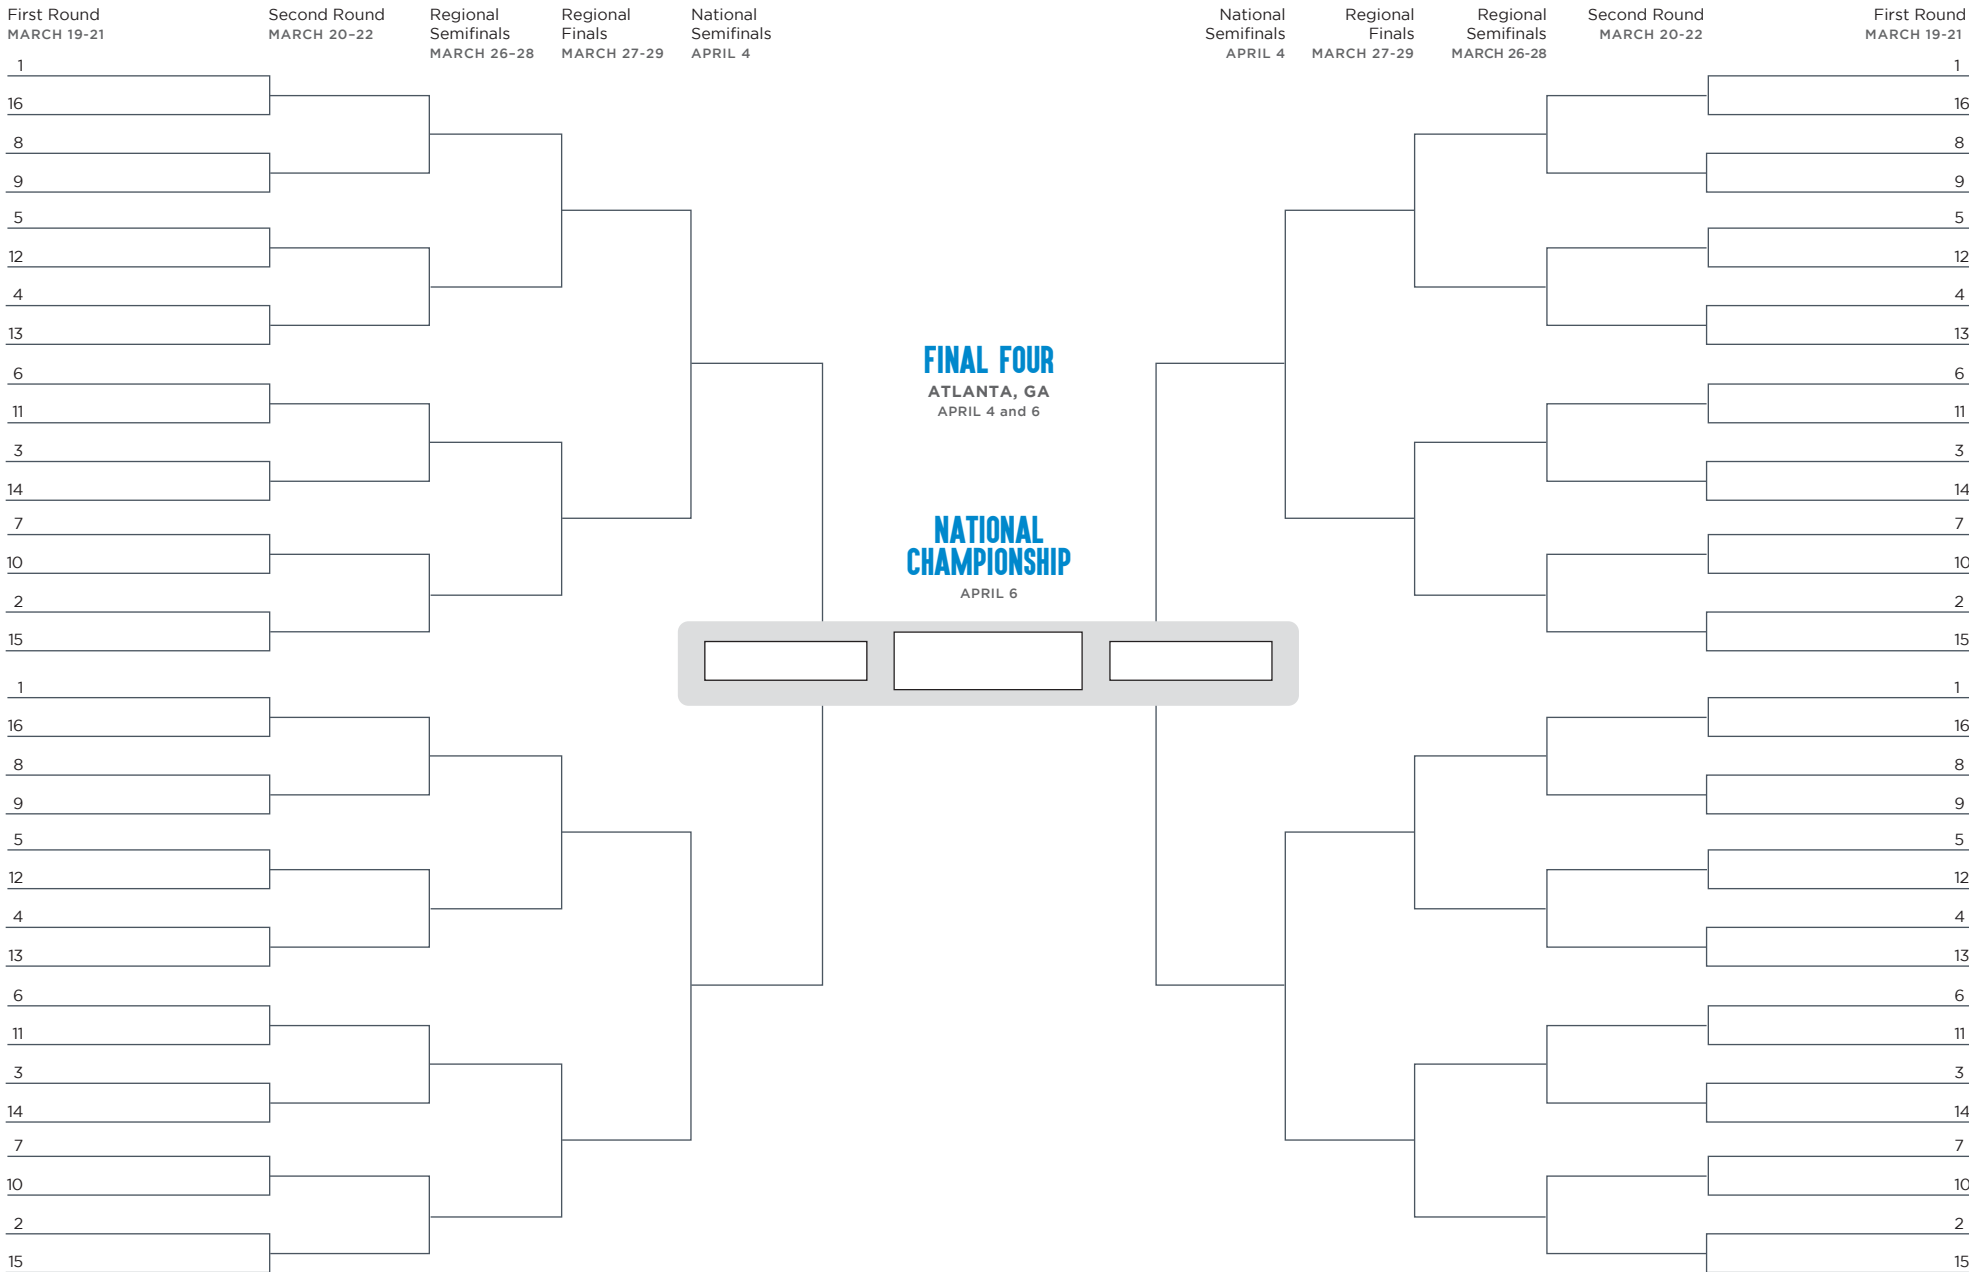 First Round
MARCH 19-21
Second Round
MARCH 20–22
Regional
Semifinals
MARCH 26–28
Regional
Finals
MARCH 27-29
National
Semifinals
APRIL 4
National
Semifinals
APRIL 4
Regional
Finals
MARCH 27-29
Regional
Semifinals
MARCH 26-28
Second Round
MARCH 20-22
First Round
MARCH 19-21
1
16
8
9
5
12
4
13
6
11
3
14
7
10
2
15
1
16
8
9
5
12
4
13
6
11
3
14
7
10
2
15
FINAL FOUR
ATLANTA, GA
APRIL 4 and 6
NATIONAL
CHAMPIONSHIP
APRIL 6
1
16
8
9
5
12
4
13
6
11
3
14
7
10
2
15
1
16
8
9
5
12
4
13
6
11
3
14
7
10
2
15